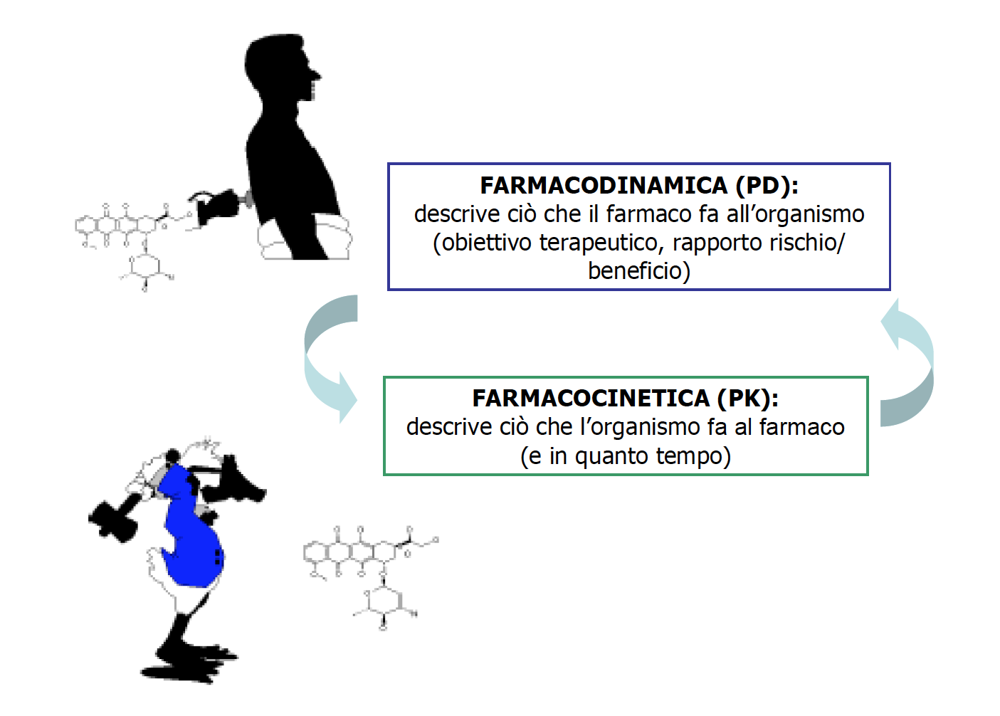 FARMACODINAMICA (PD):
descrive ciò che il farmaco fa all’organismo
(obiettivo terapeutico, rapporto rischio/
beneficio)
FARMACOCINETICA (PK):
descrive ciò che l’organismo fa al farmaco
(e in quanto tempo)